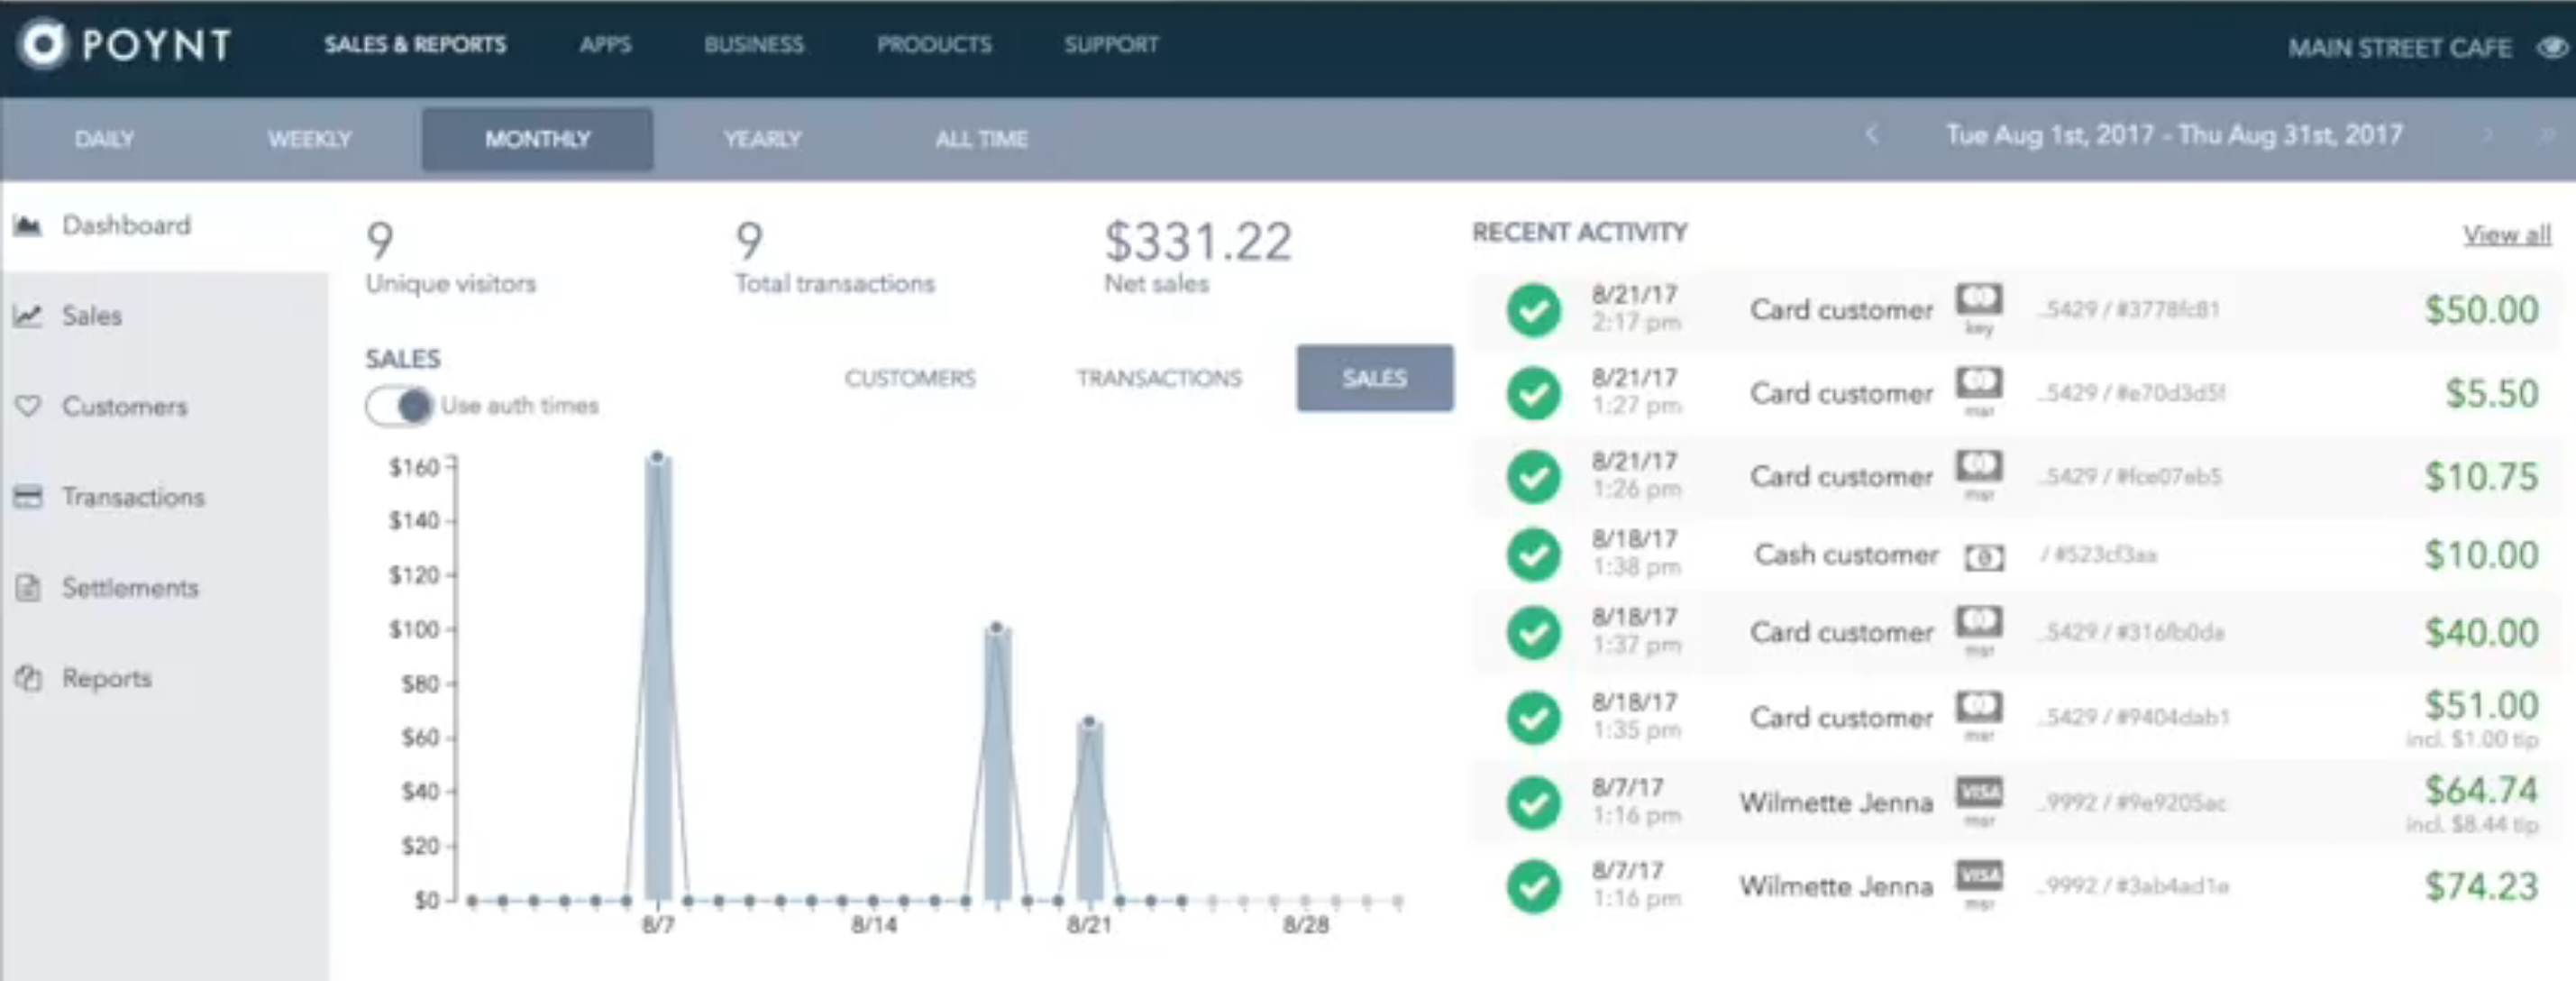 POYNT
SALES & REPORTS
APPS
BUSINESS
PRODUCTS
SUPPORT
MAIN STREET CAFE
DAILY
WEEKLY
MONTHLY
YEARLY
ALL TIME
Tue Aug 1st, 2017 - Thu Aug 31st, 2017
Dashboard
Sales
Customers
Transactions
Settlements
Reports
9
Unique visitors
9
Total transactions
$331.22
Net sales
SALES
Use auth times
CUSTOMERS
TRANSACTIONS
SALES
$160
$140
$120
$100
$80
$60
$40
$20
$0
8/7
8/14
8/21
8/28
RECENT ACTIVITY
View all
8/21/17
2:17 pm
Card customer
key
..5429 / #3778fc81
$50.00
8/21/17
1:27 pm
Card customer
msr
..5429 / #e70d3d5f
$5.50
8/21/17
1:26 pm
Card customer
msr
..5429 / #fce07eb5
$10.75
8/18/17
1:38 pm
Cash customer
/ #523cf3aa
$10.00
8/18/17
1:37 pm
Card customer
msr
..5429 / #316fb0da
$40.00
8/18/17
1:35 pm
Card customer
msr
..5429 / #9404dab1
$51.00
incl. $1.00 tip
8/7/17
1:16 pm
Wilmette Jenna
VISA
msr
..9992 / #9e9205ac
$64.74
incl. $8.44 tip
8/7/17
1:16 pm
Wilmette Jenna
VISA
msr
..9992 / #3ab4ad1e
$74.23